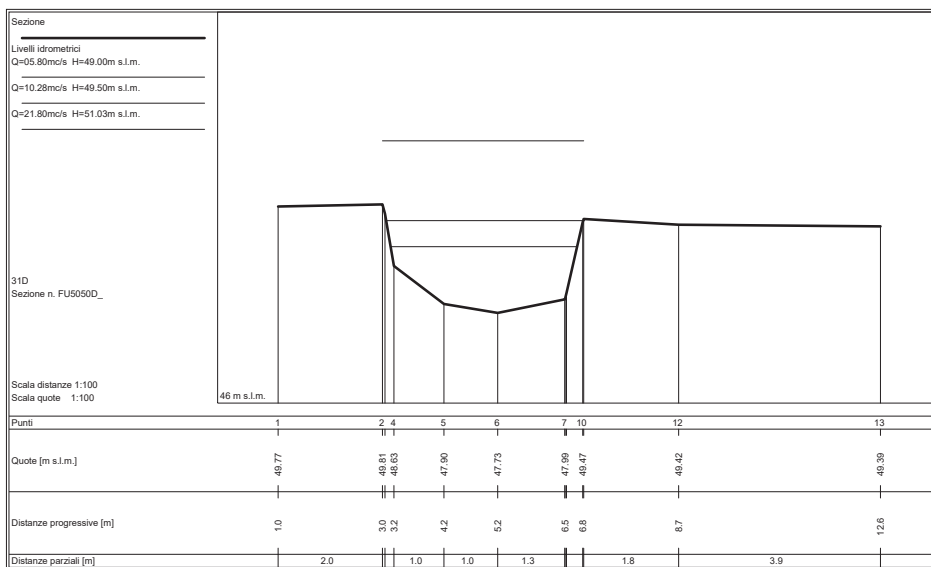 Sezione
Livelli idrometrici
Q=05.80mc/s H=49.00m s.l.m.
Q=10.28mc/s H=49.50m s.l.m.
Q=21.80mc/s H=51.03m s.l.m.
31D
Sezione n. FU5050D_
Scala distanze 1:100
Scala quote 1:100
46 m s.l.m.
Punti 1 2 4 5 6 7 10 12 13
Quote [m s.l.m.] 49.77 49.81 48.63 47.90 47.73 47.99 49.47 49.42 49.39
Distanze progressive [m] 1.0 3.0 3.2 4.2 5.2 6.5 6.8 8.7 12.6
Distanze parziali [m] 2.0 1.0 1.0 1.3 1.8 3.9